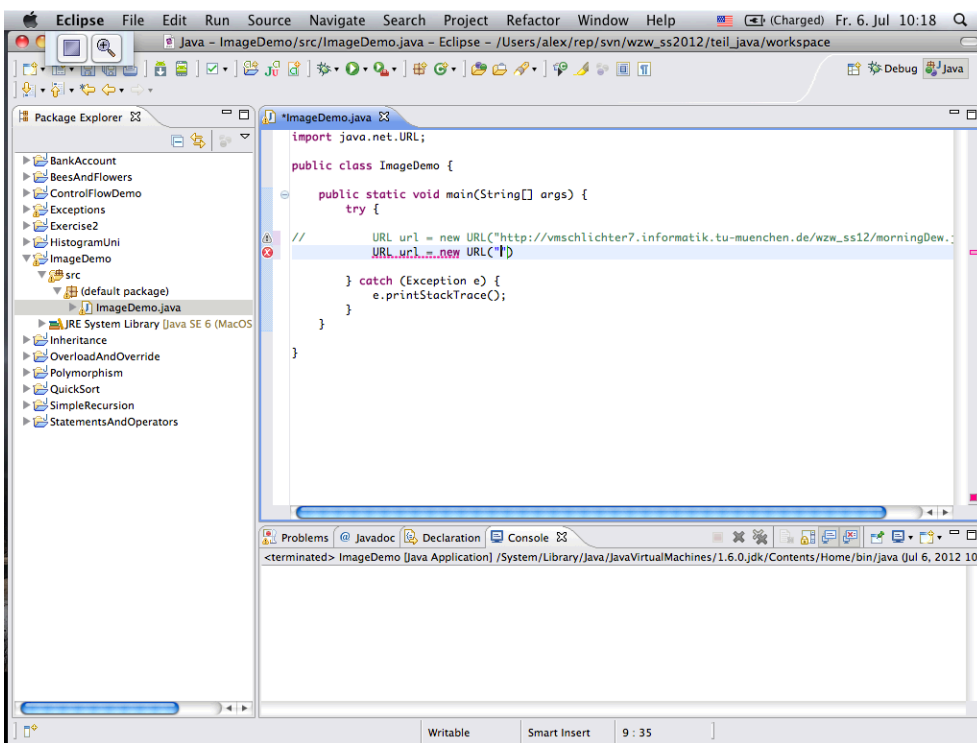 Eclipse File Edit Run Source Navigate Search Project Refactor Window Help (Charged) Fr. 6. Jul 10:18
Java – ImageDemo/src/ImageDemo.java – Eclipse – /Users/alex/rep/svn/wzw_ss2012/teil_java/workspace
Debug Java
Package Explorer
BankAccount
BeesAndFlowers
ControlFlowDemo
Exceptions
Exercise2
HistogramUni
ImageDemo
src
(default package)
ImageDemo.java
JRE System Library [Java SE 6 (MacOS
Inheritance
OverloadAndOverride
Polymorphism
QuickSort
SimpleRecursion
StatementsAndOperators
*ImageDemo.java
import java.net.URL;
public class ImageDemo {
public static void main(String[] args) {
try {
// URL url = new URL("http://vmschlichter7.informatik.tu-muenchen.de/wzw_ss12/morningDew.j
URL url = new URL("")
} catch (Exception e) {
e.printStackTrace();
}
}
}
Problems @ Javadoc Declaration Console
<terminated> ImageDemo [Java Application] /System/Library/Java/JavaVirtualMachines/1.6.0.jdk/Contents/Home/bin/java (Jul 6, 2012 10
Writable Smart Insert 9 : 35